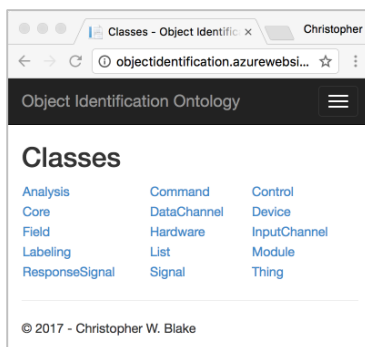 Classes - Object Identific
Christopher
objectidentification.azurewebsi...
Object Identification Ontology
Classes
Analysis Command Control
Core DataChannel Device
Field Hardware InputChannel
Labeling List Module
ResponseSignal Signal Thing
© 2017 - Christopher W. Blake